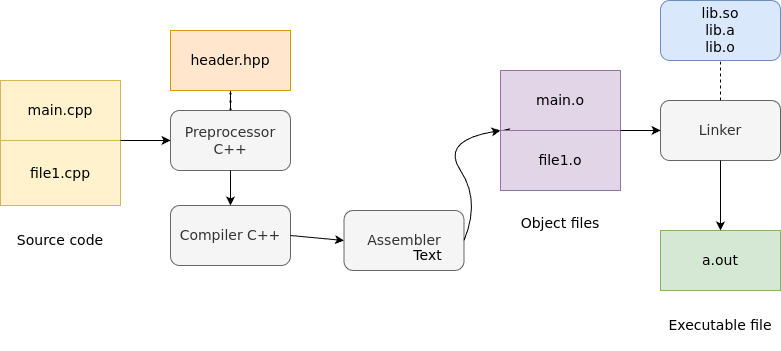 main.cpp
file1.cpp
Source code
header.hpp
Preprocessor
C++
Compiler C++
Assembler
Text
main.o
file1.o
Object files
lib.so
lib.a
lib.o
Linker
a.out
Executable file